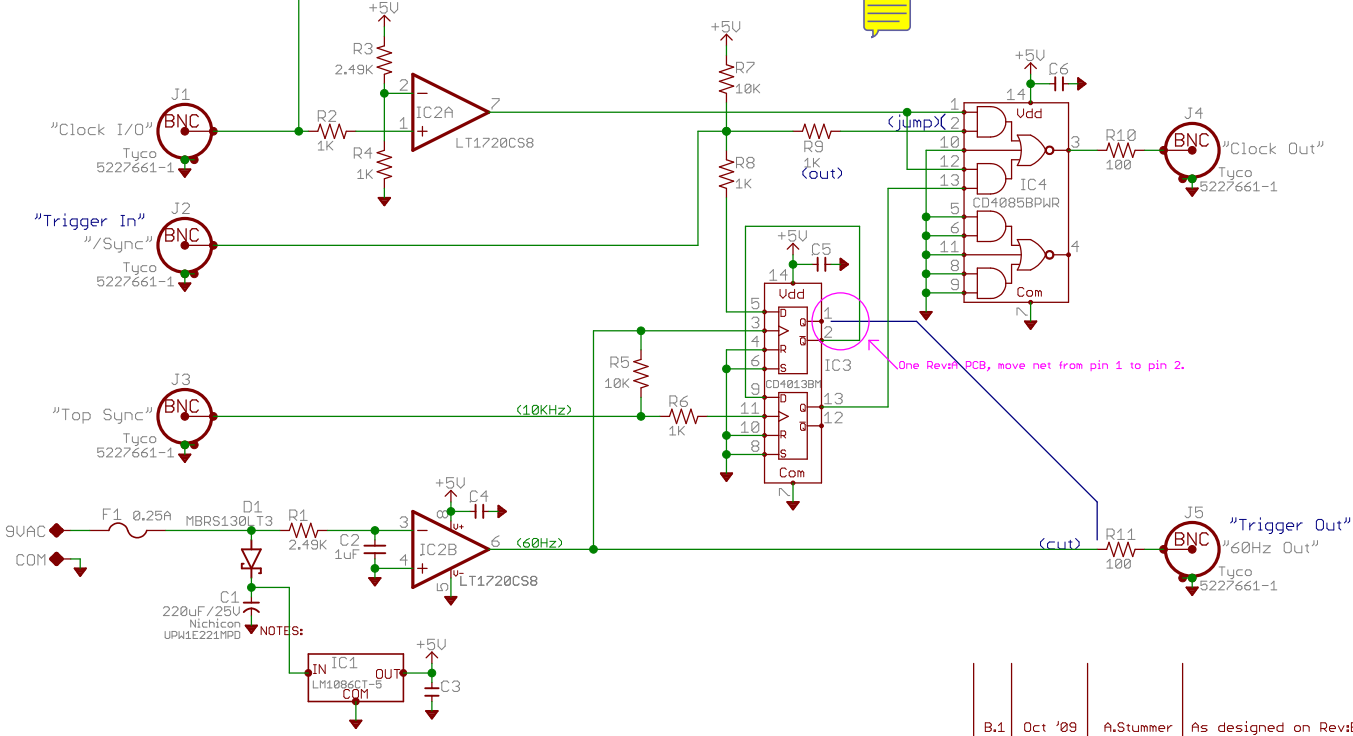 +5V
R3
2.49K
2
1
IC2A
7
LT1720CS8
J1
BNC
"Clock I/O"
Tyco
5227661-1
R2
1K
R4
1K
+5V
R7
10K
R9
1K
(out)
(jump)(
R8
1K
+5V
C6
14
Vdd
1
2
10
12
13
5
6
11
8
9
3
4
IC4
CD4085BPWR
Com
7
R10
100
J4
BNC
"Clock Out"
Tyco
5227661-1
"Trigger In"
J2
BNC
"/Sync"
Tyco
5227661-1
+5V
C5
14
Vdd
5
3
4
6
D
R
S
Q
Q
1
2
IC3
CD4013BM
9
11
10
8
D
R
S
Q
Q
13
12
Com
7
One Rev:A PCB, move net from pin 1 to pin 2.
J3
BNC
"Top Sync"
Tyco
5227661-1
(10KHz)
R5
10K
R6
1K
9VAC
COM
F1 0.25A
D1
MBRS130LT3
R1
2.49K
C2
1uF
+5V
C4
8
V+
3
4
IC2B
6
V-
5
LT1720CS8
(60Hz)
(cut)
R11
100
J5
BNC
"Trigger Out"
"60Hz Out"
Tyco
5227661-1
C1
220uF/25V
Nichicon
UPW1E221MPD
NOTES:
IN
IC1
OUT
LM1086CT-5
COM
+5V
C3
B.1 Oct '09 A.Stummer As designed on Rev:B